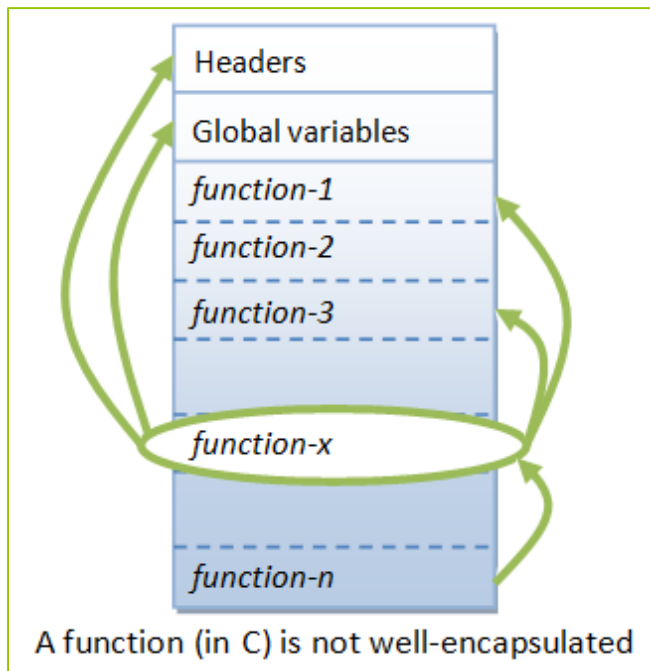 Headers
Global variables
function-1
function-2
function-3
function-x
function-n
A function (in C) is not well-encapsulated